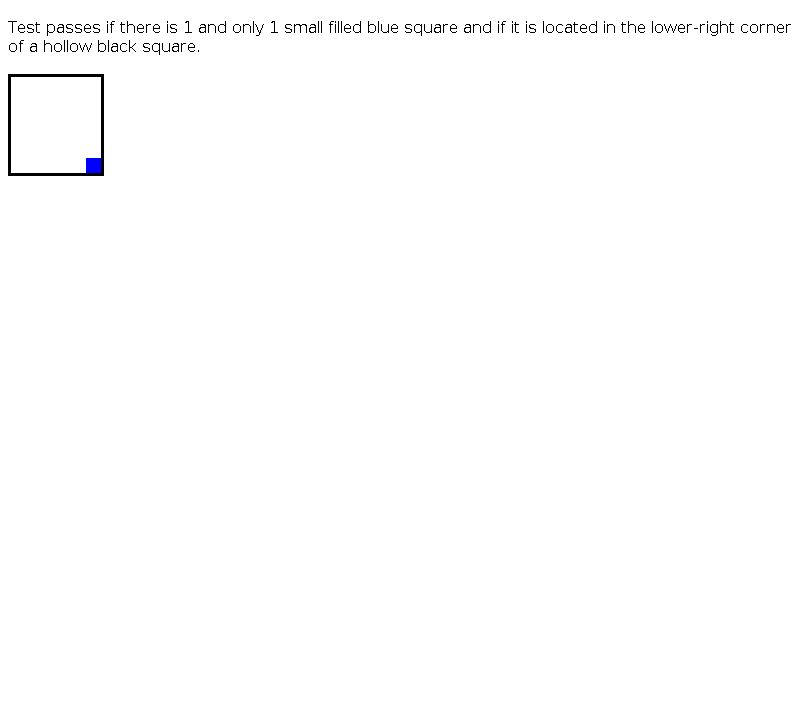 Test passes if there is 1 and only 1 small filled blue square and if it is located in the lower-right corner
of a hollow black square.